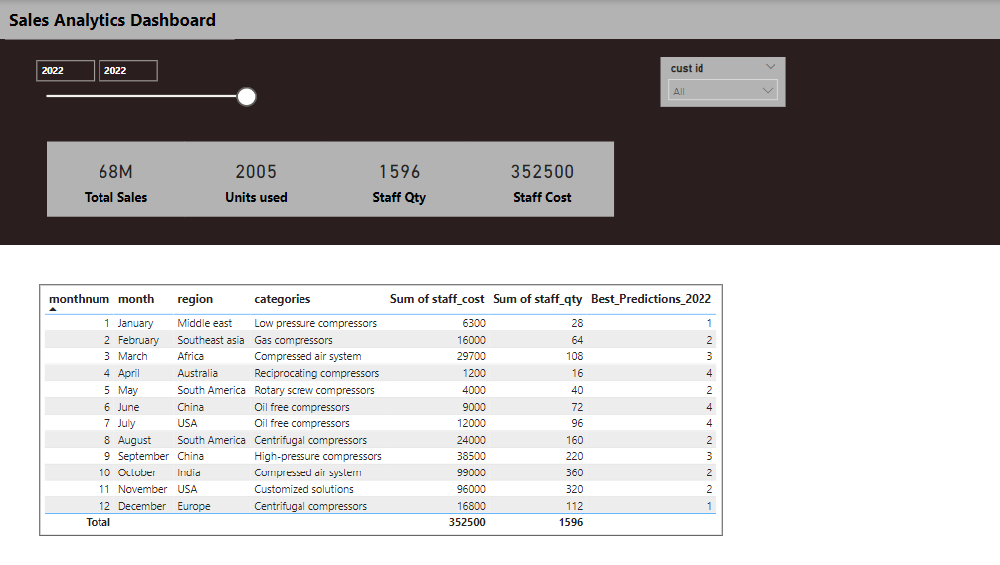 Sales Analytics Dashboard
2022 2022
cust id
All
68M 2005 1596 352500
Total Sales Units used Staff Qty Staff Cost
monthnum month region categories Sum of staff_cost Sum of staff_qty Best_Predictions_2022
1 January Middle east Low pressure compressors 6300 28 1
2 February Southeast asia Gas compressors 16000 64 2
3 March Africa Compressed air system 29700 108 3
4 April Australia Reciprocating compressors 1200 16 4
5 May South America Rotary screw compressors 4000 40 2
6 June China Oil free compressors 9000 72 4
7 July USA Oil free compressors 12000 96 4
8 August South America Centrifugal compressors 24000 160 2
9 September China High-pressure compressors 38500 220 3
10 October India Compressed air system 99000 360 2
11 November USA Customized solutions 96000 320 2
12 December Europe Centrifugal compressors 16800 112 1
Total 352500 1596